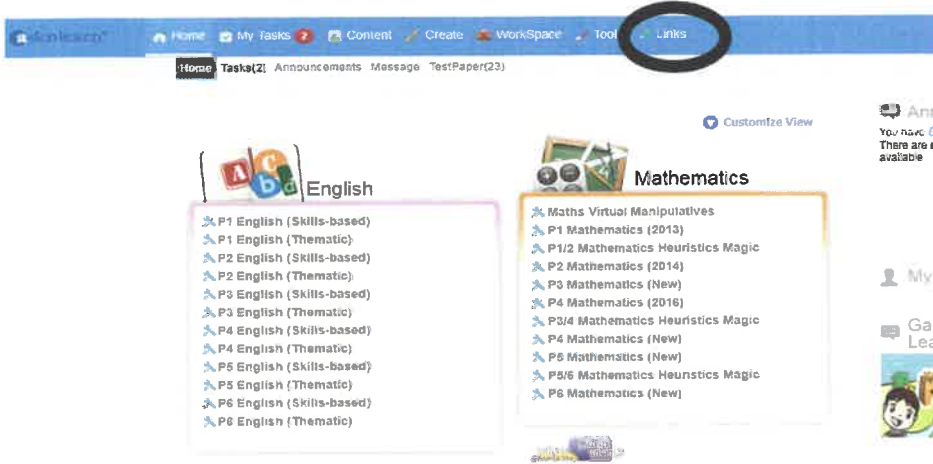 Home My Tasks 2 Content Create WorkSpace Tool Links
Home Tasks(2) Announcements Message TestPaper(23)
Customize View
You have
There are
available
English
Mathematics
P1 English (Skills-based)
P1 English (Thematic)
P2 English (Skills-based)
P2 English (Thematic)
P3 English (Skills-based)
P3 English (Thematic)
P4 English (Skills-based)
P4 English (Thematic)
P5 English (Skills-based)
P5 English (Thematic)
P6 English (Skills-based)
P6 English (Thematic)
Maths Virtual Manipulatives
P1 Mathematics (2013)
P1/2 Mathematics Heuristics Magic
P2 Mathematics (2014)
P3 Mathematics (New)
P4 Mathematics (2016)
P3/4 Mathematics Heuristics Magic
P4 Mathematics (New)
P5 Mathematics (New)
P5/6 Mathematics Heuristics Magic
P6 Mathematics (New)
My